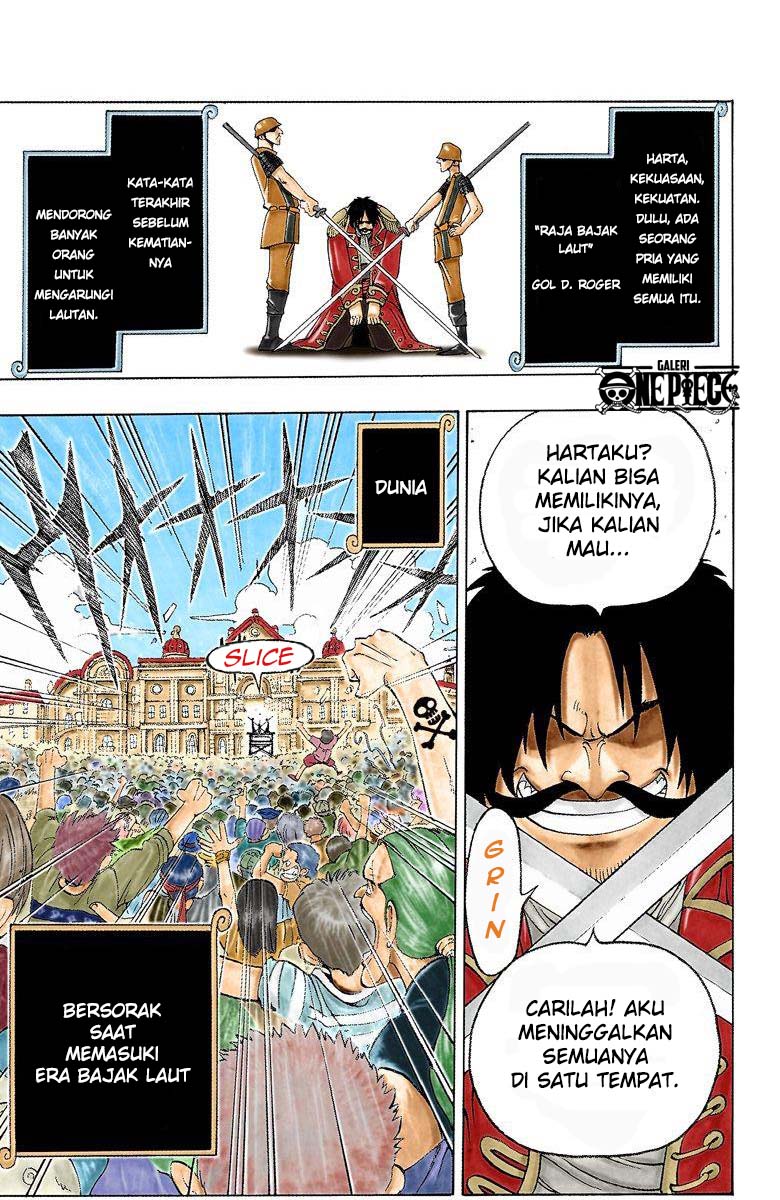 HARTA,
KEKUASAAN,
KEKUATAN.
DULU, ADA
SEORANG
PRIA YANG
MEMILIKI
SEMUA ITU.
"RAJA BAJAK
LAUT"
GOL D. ROGER
KATA-KATA
TERAKHIR
SEBELUM
KEMATIAN-
NYA
MENDORONG
BANYAK
ORANG
UNTUK
MENGARUNGI
LAUTAN.
GALERI
ONE PIECE
HARTAKU?
KALIAN BISA
MEMILIKINYA,
JIKA KALIAN
MAU...
GRIN
CARILAH! AKU
MENINGGALKAN
SEMUANYA
DI SATU TEMPAT.
DUNIA
SLICE
BERSORAK
SAAT
MEMASUKI
ERA BAJAK LAUT